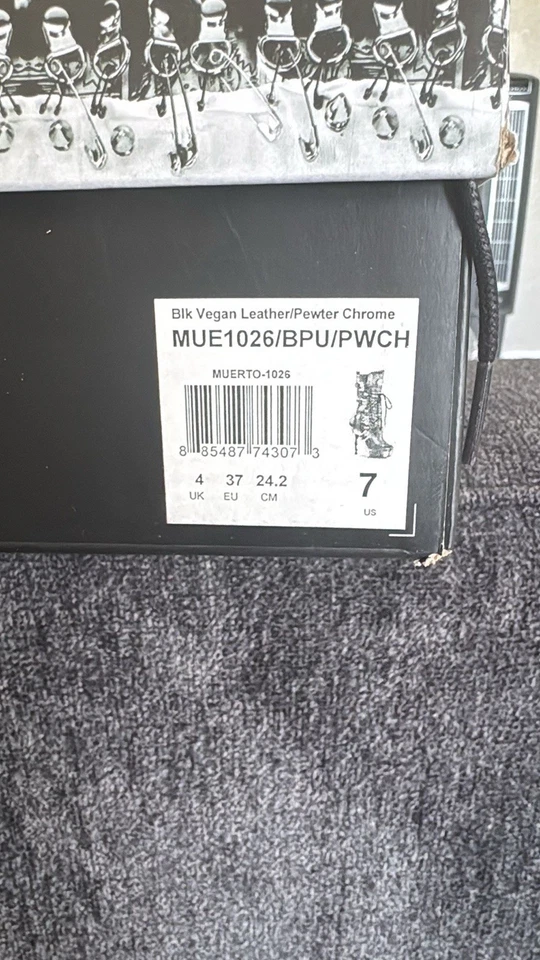 Blk Vegan Leather/Pewter Chrome
MUE1026/BPU/PWCH
MUERTO-1026
8 85487 74307 3
4 37 24.2
UK EU CM
7
US